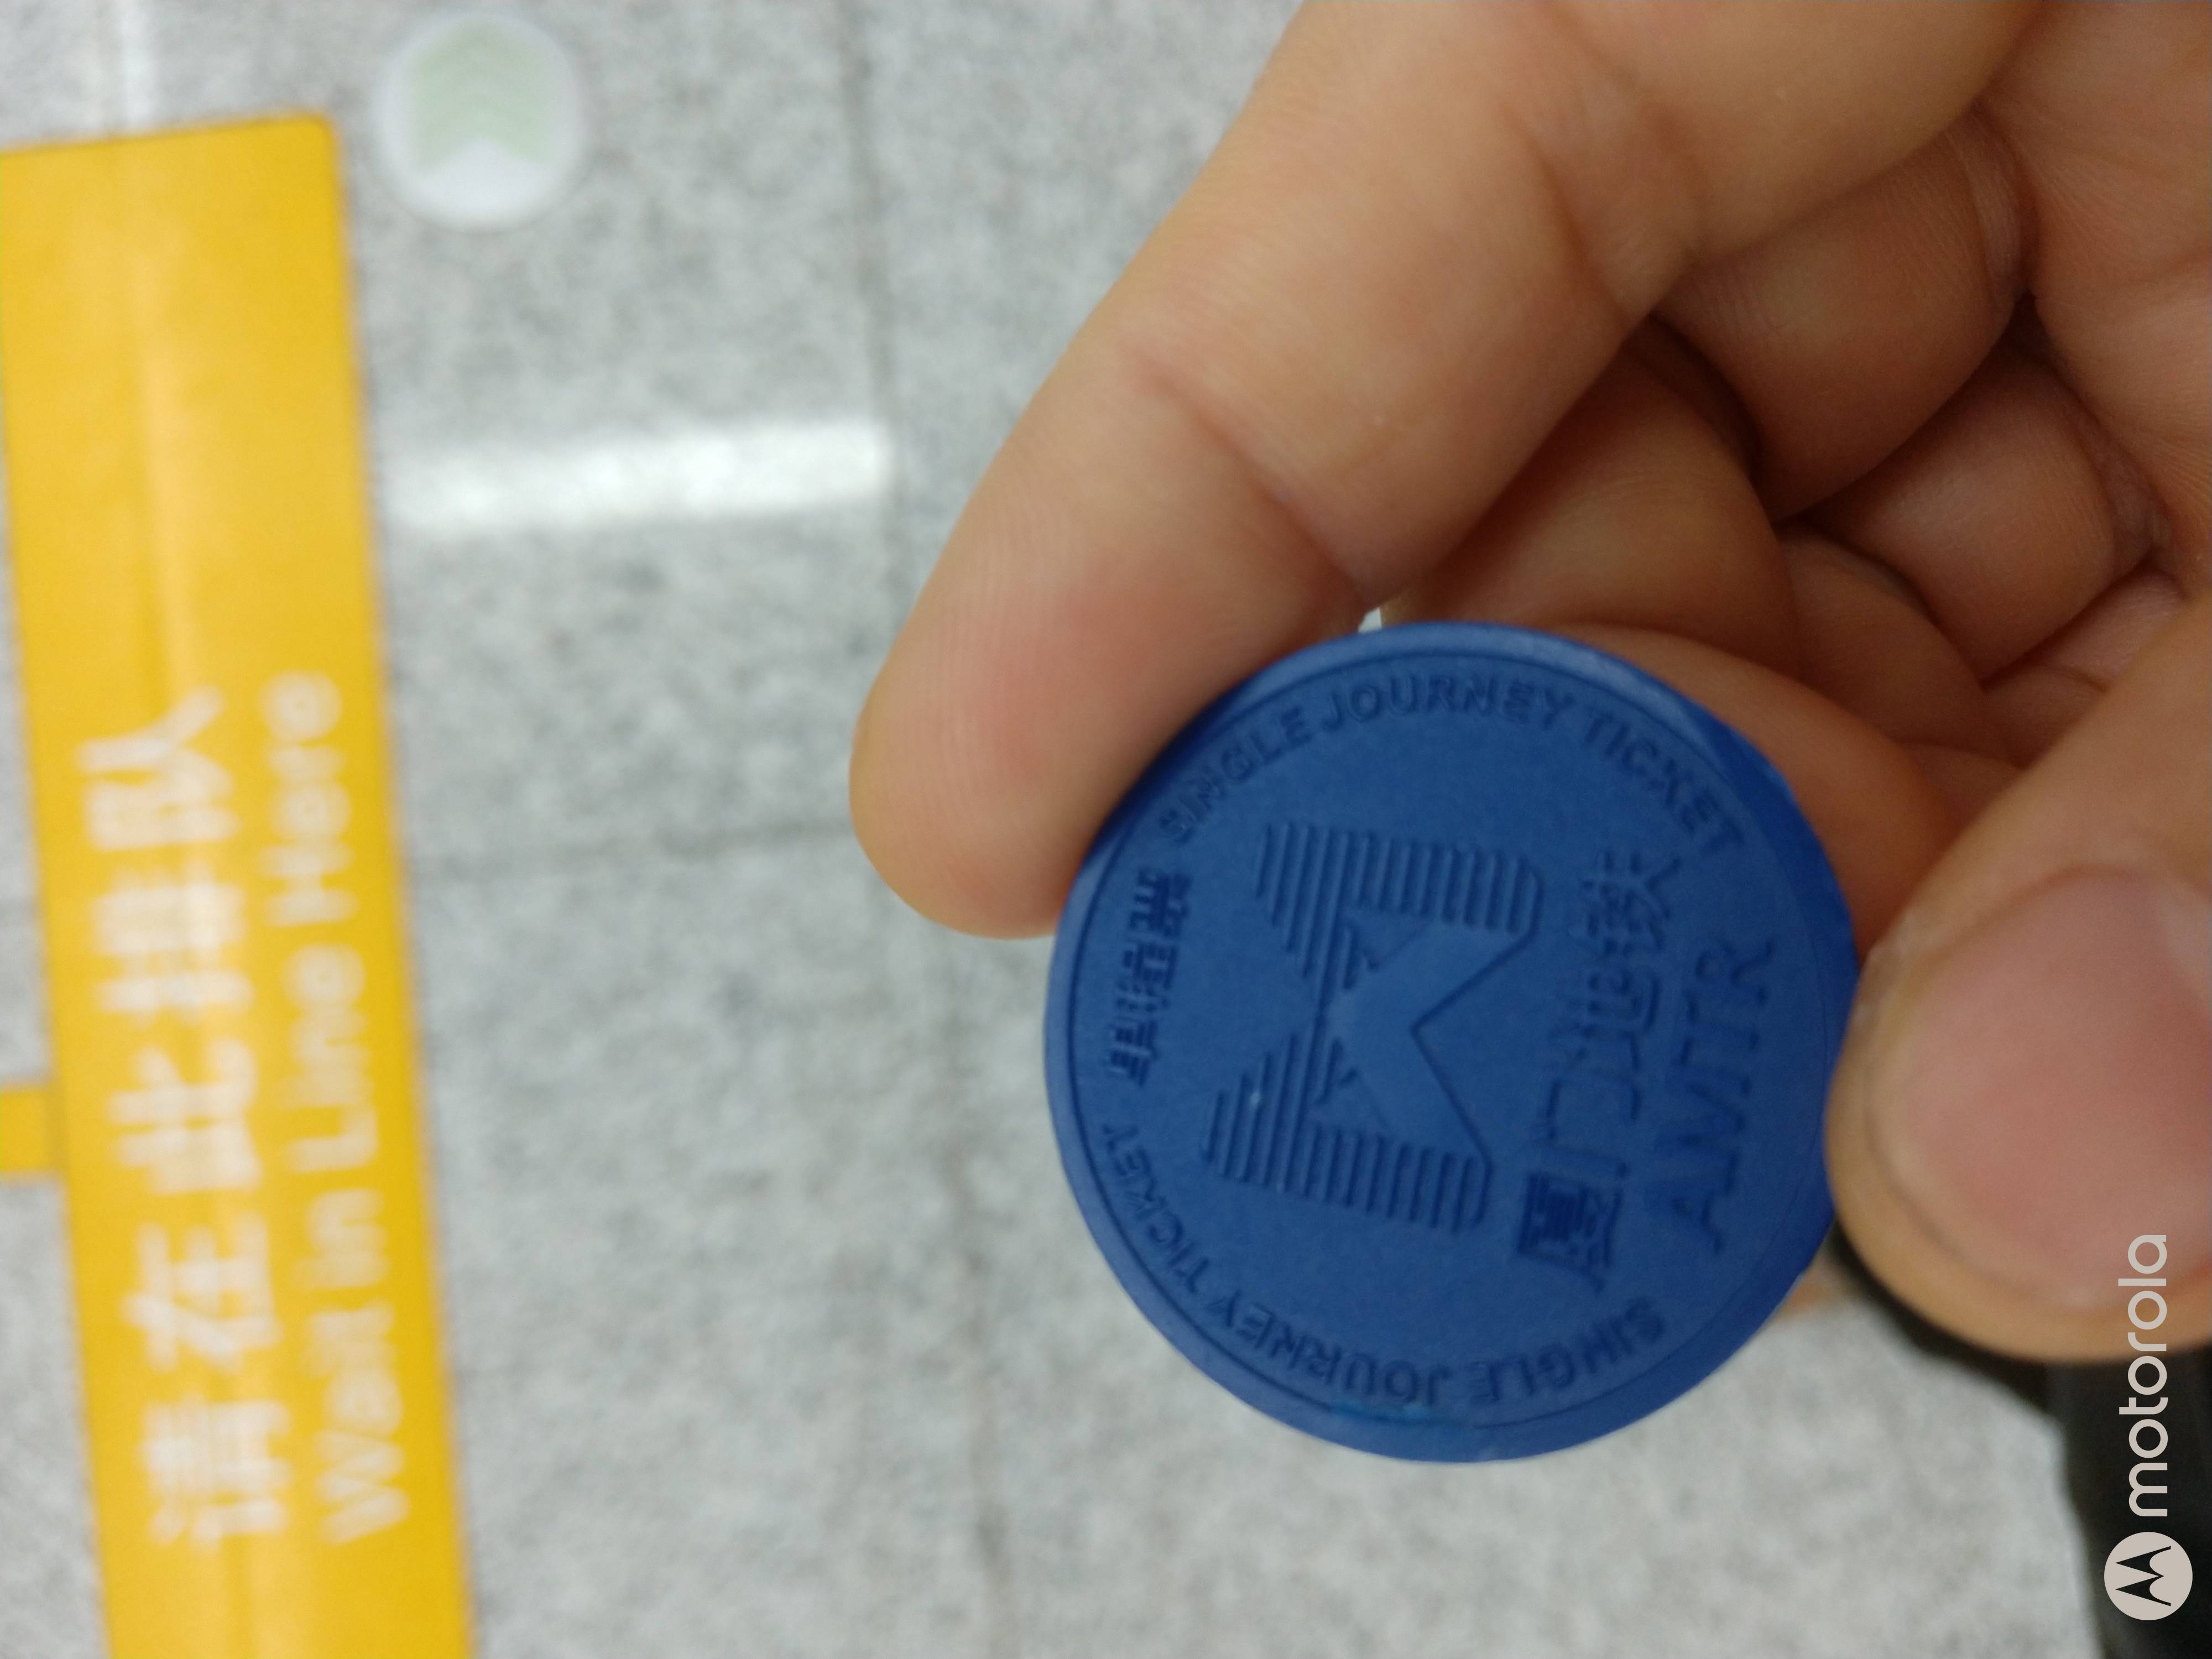 请在此排队
Wait in Line Here
SINGLE JOURNEY TICKET
单程票
SINGLE JOURNEY TICKET
厦门地铁
AMTR
motorola